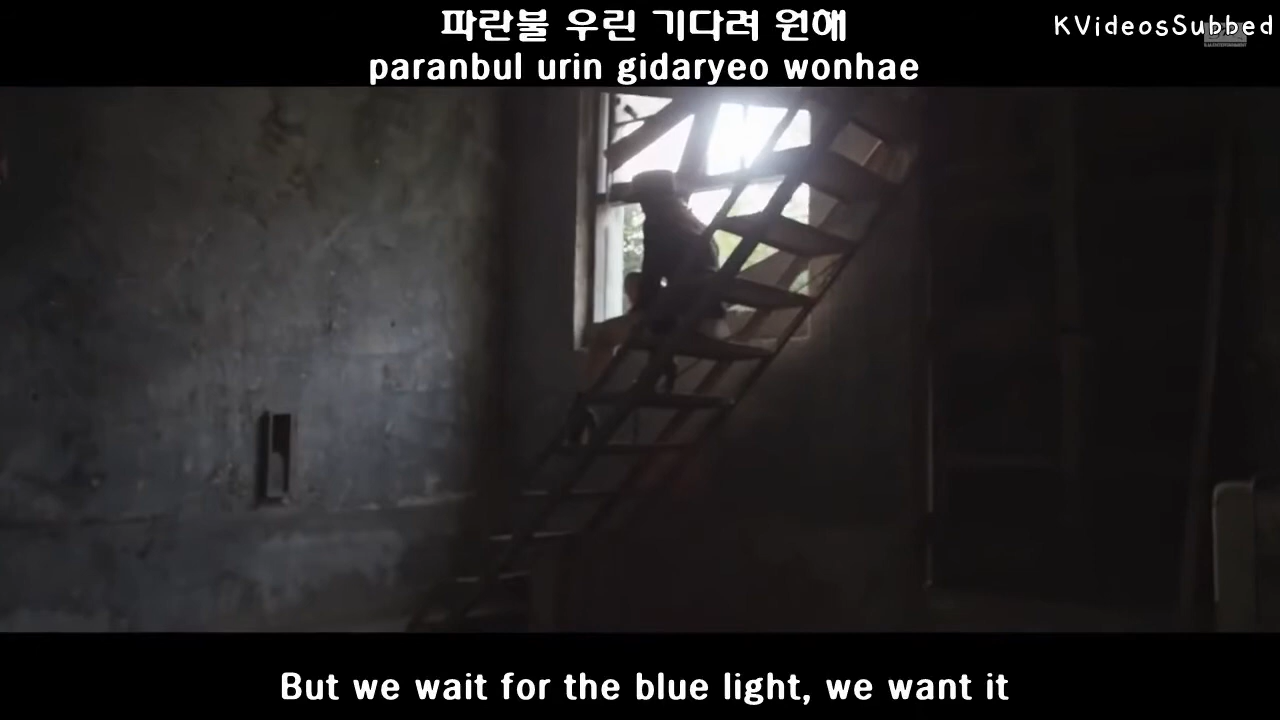 파란불 우린 기다려 원해
KVideosSubbed
paranbul urin gidaryeo wonhae
But we wait for the blue light, we want it